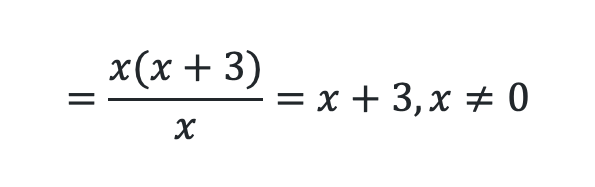 = x(x + 3) / x = x + 3, x ≠ 0